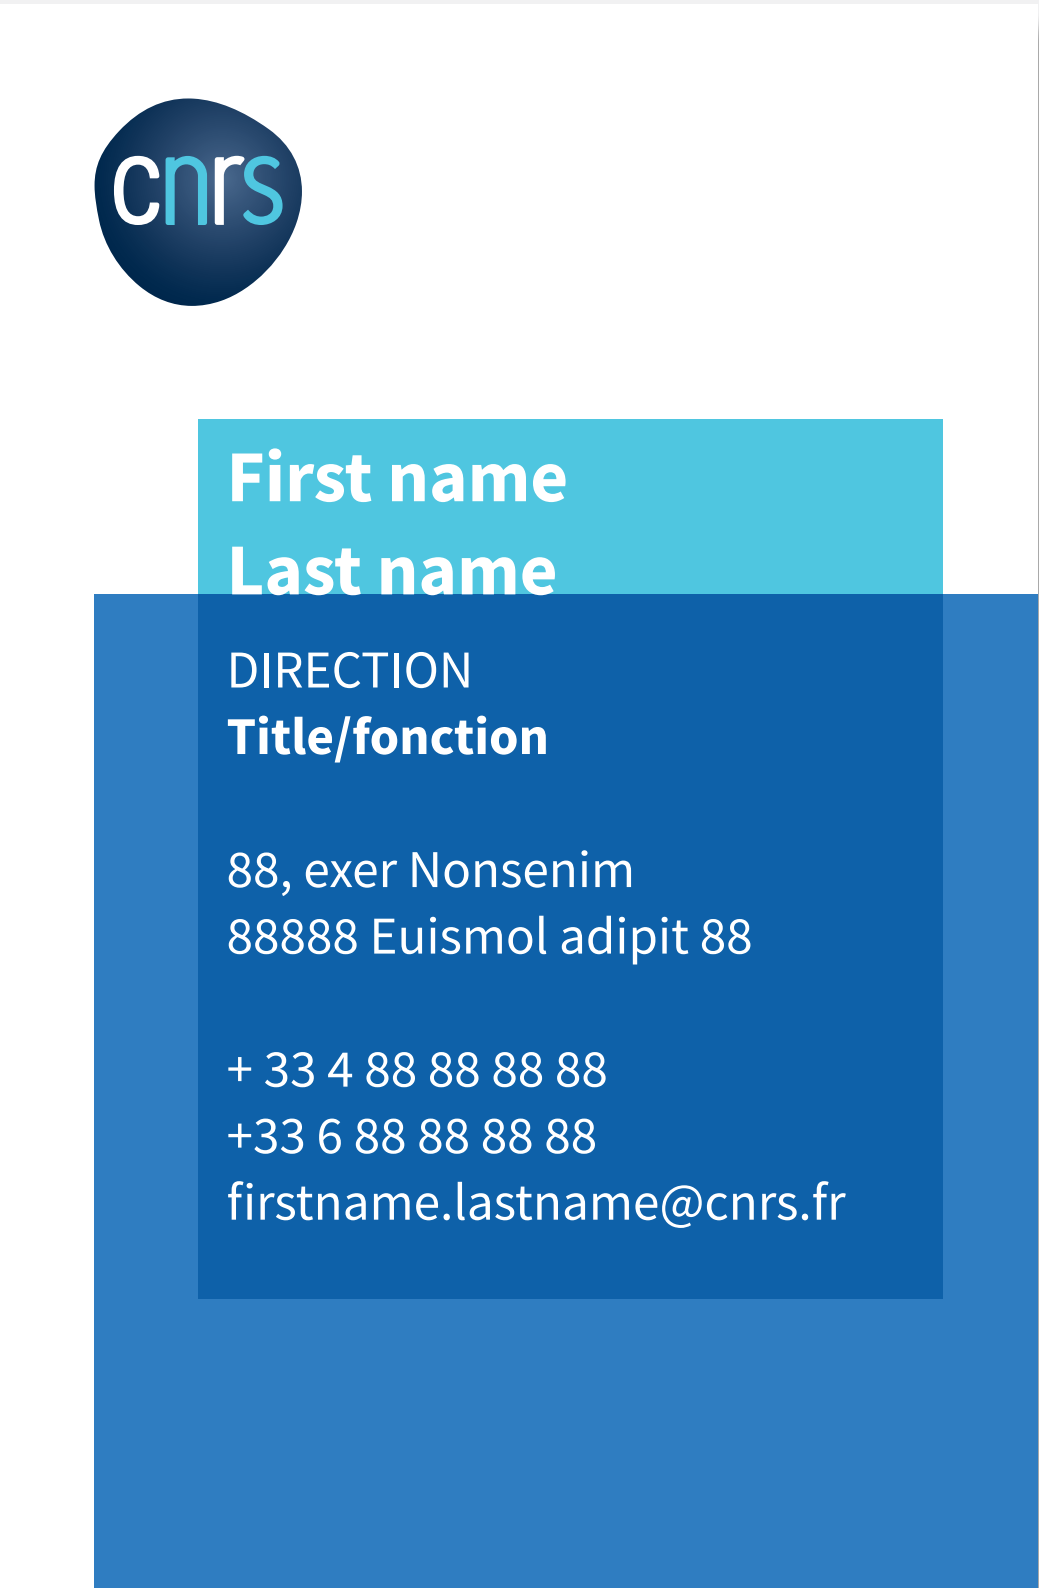 cnrs
First name
Last name
DIRECTION
Title/fonction
88, exer Nonsenim
88888 Euismol adipit 88
+ 33 4 88 88 88 88
+33 6 88 88 88 88
firstname.lastname@cnrs.fr